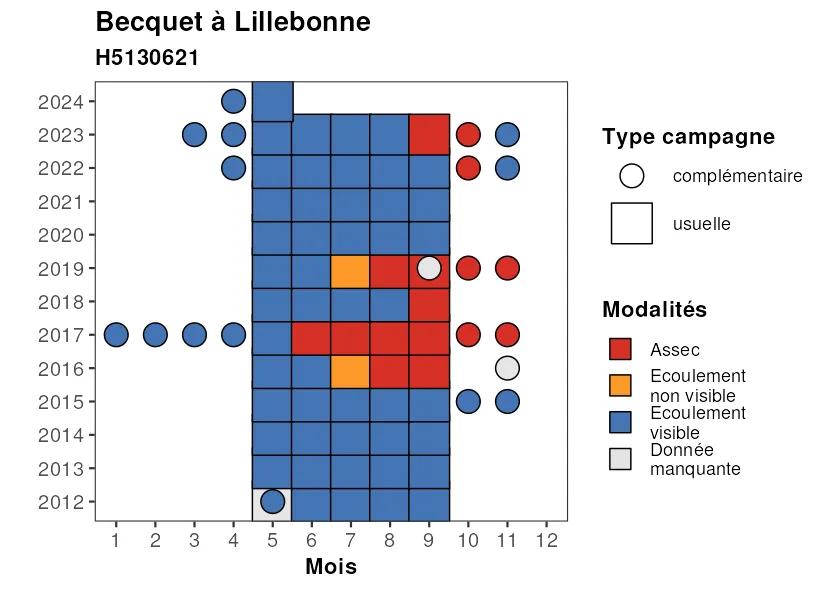 Becquet à Lillebonne
H5130621
2024
2023
2022
2021
2020
2019
2018
2017
2016
2015
2014
2013
2012
1 2 3 4 5 6 7 8 9 10 11 12
Mois
Type campagne
complémentaire
usuelle
Modalités
Assec
Ecoulement
non visible
Ecoulement
visible
Donnée
manquante